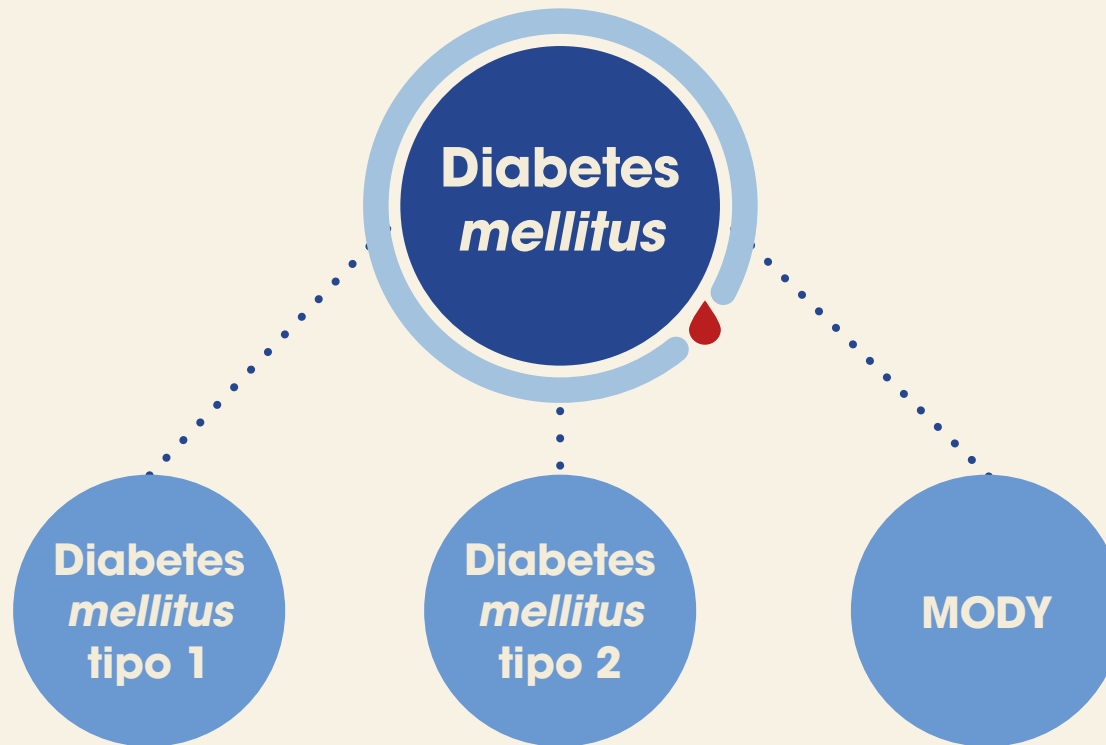 Diabetes
mellitus
Diabetes
mellitus
tipo 1
Diabetes
mellitus
tipo 2
MODY